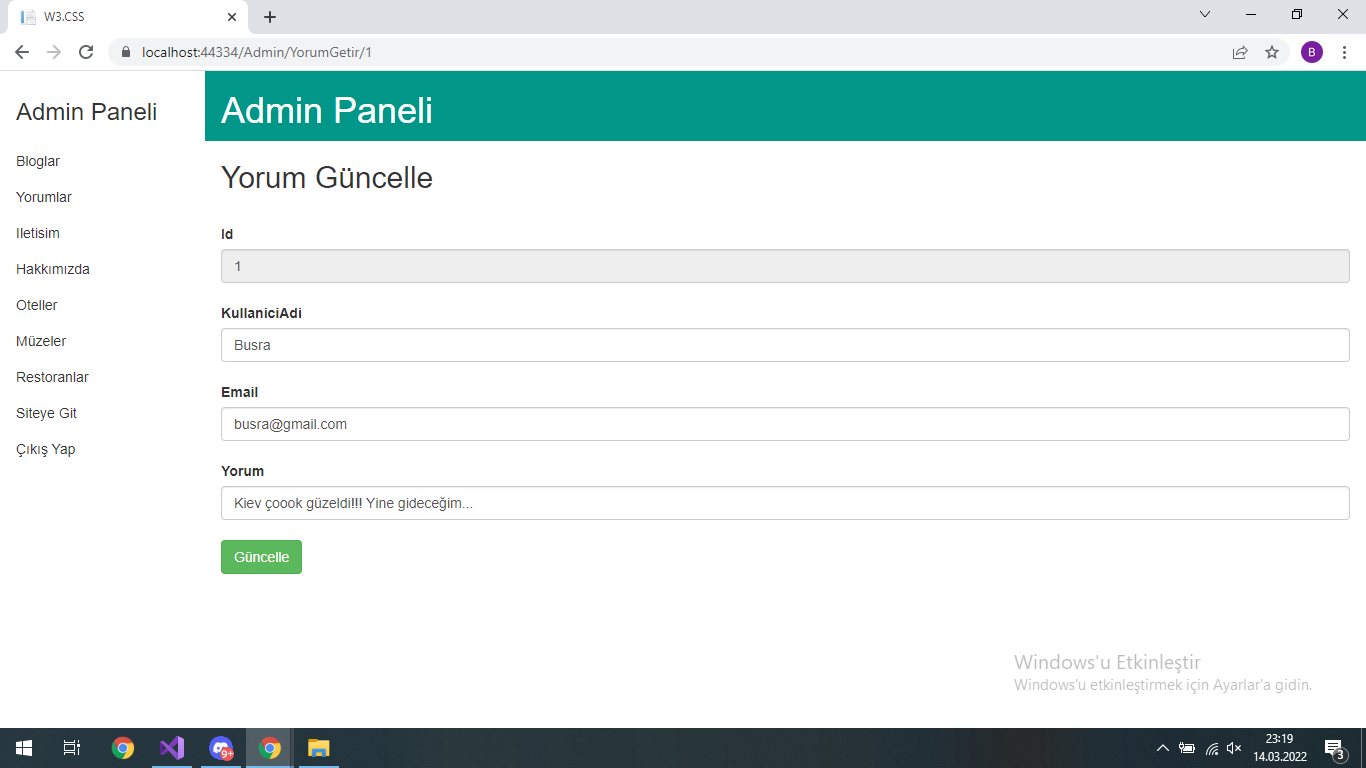 W3.CSS
localhost:44334/Admin/YorumGetir/1
B
Admin Paneli
Bloglar
Yorumlar
Iletisim
Hakkımızda
Oteller
Müzeler
Restoranlar
Siteye Git
Çıkış Yap
Admin Paneli
Yorum Güncelle
Id
1
KullaniciAdi
Busra
Email
busra@gmail.com
Yorum
Kiev çoook güzeldi!!! Yine gideceğim...
Güncelle
Windows'u Etkinleştir
Windows'u etkinleştirmek için Ayarlar'a gidin.
9+
23:19
14.03.2022
3